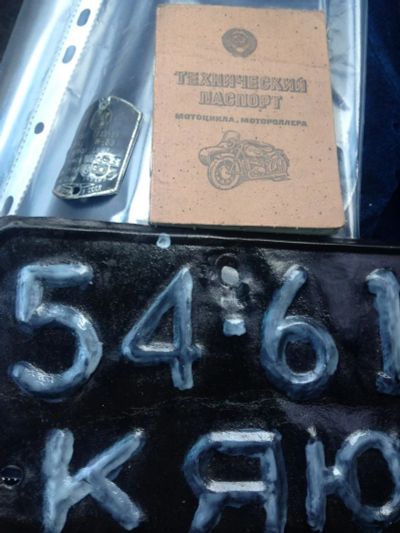 ТЕХНИЧЕСКИЙ
ПАСПОРТ
МОТОЦИКЛА, МОТОРОЛЛЕРА
54 61
КЯЮ